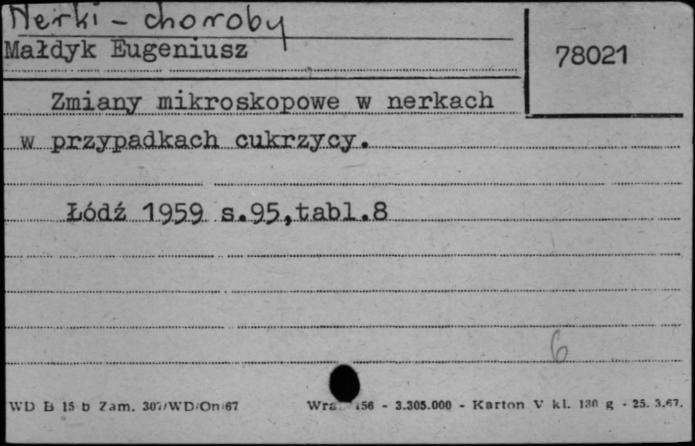 Nerki - choroby
Małdyk Eugeniusz
78021
Zmiany mikroskopowe w nerkach
w przypadkach cukrzycy.
Łódź 1959 s.95,tabl.8
6
WD B 15 b Zam. 307/WD/On/67 - 3.305.000 - Karton V kl. 130 g - 25.3.67.